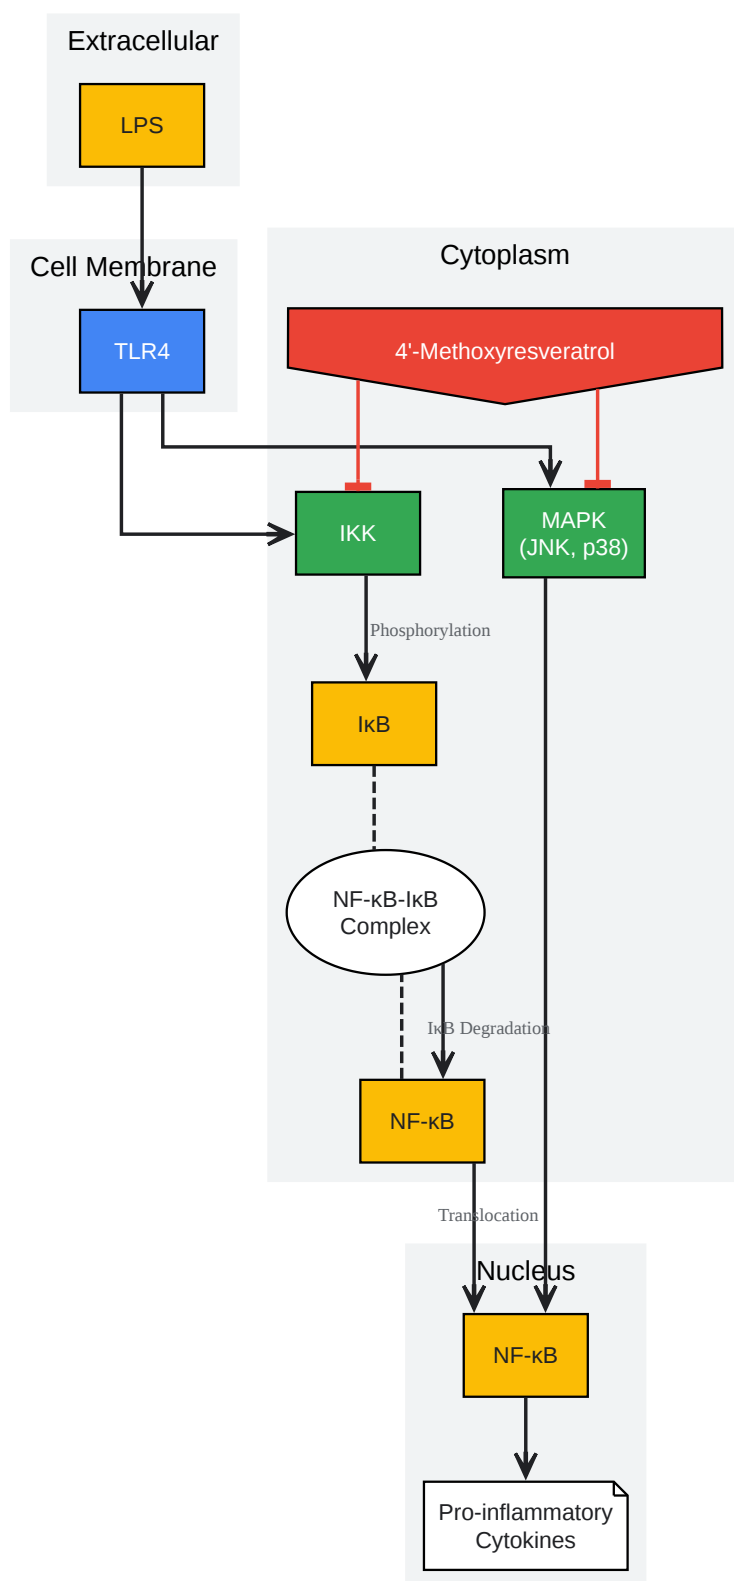 Extracellular
LPS
Cell Membrane
TLR4
Cytoplasm
4'-Methoxyresveratrol
IKK
MAPK
(JNK, p38)
Phosphorylation
IκB
NF-κB-IκB
Complex
IκB Degradation
NF-κB
Translocation
Nucleus
NF-κB
Pro-inflammatory
Cytokines